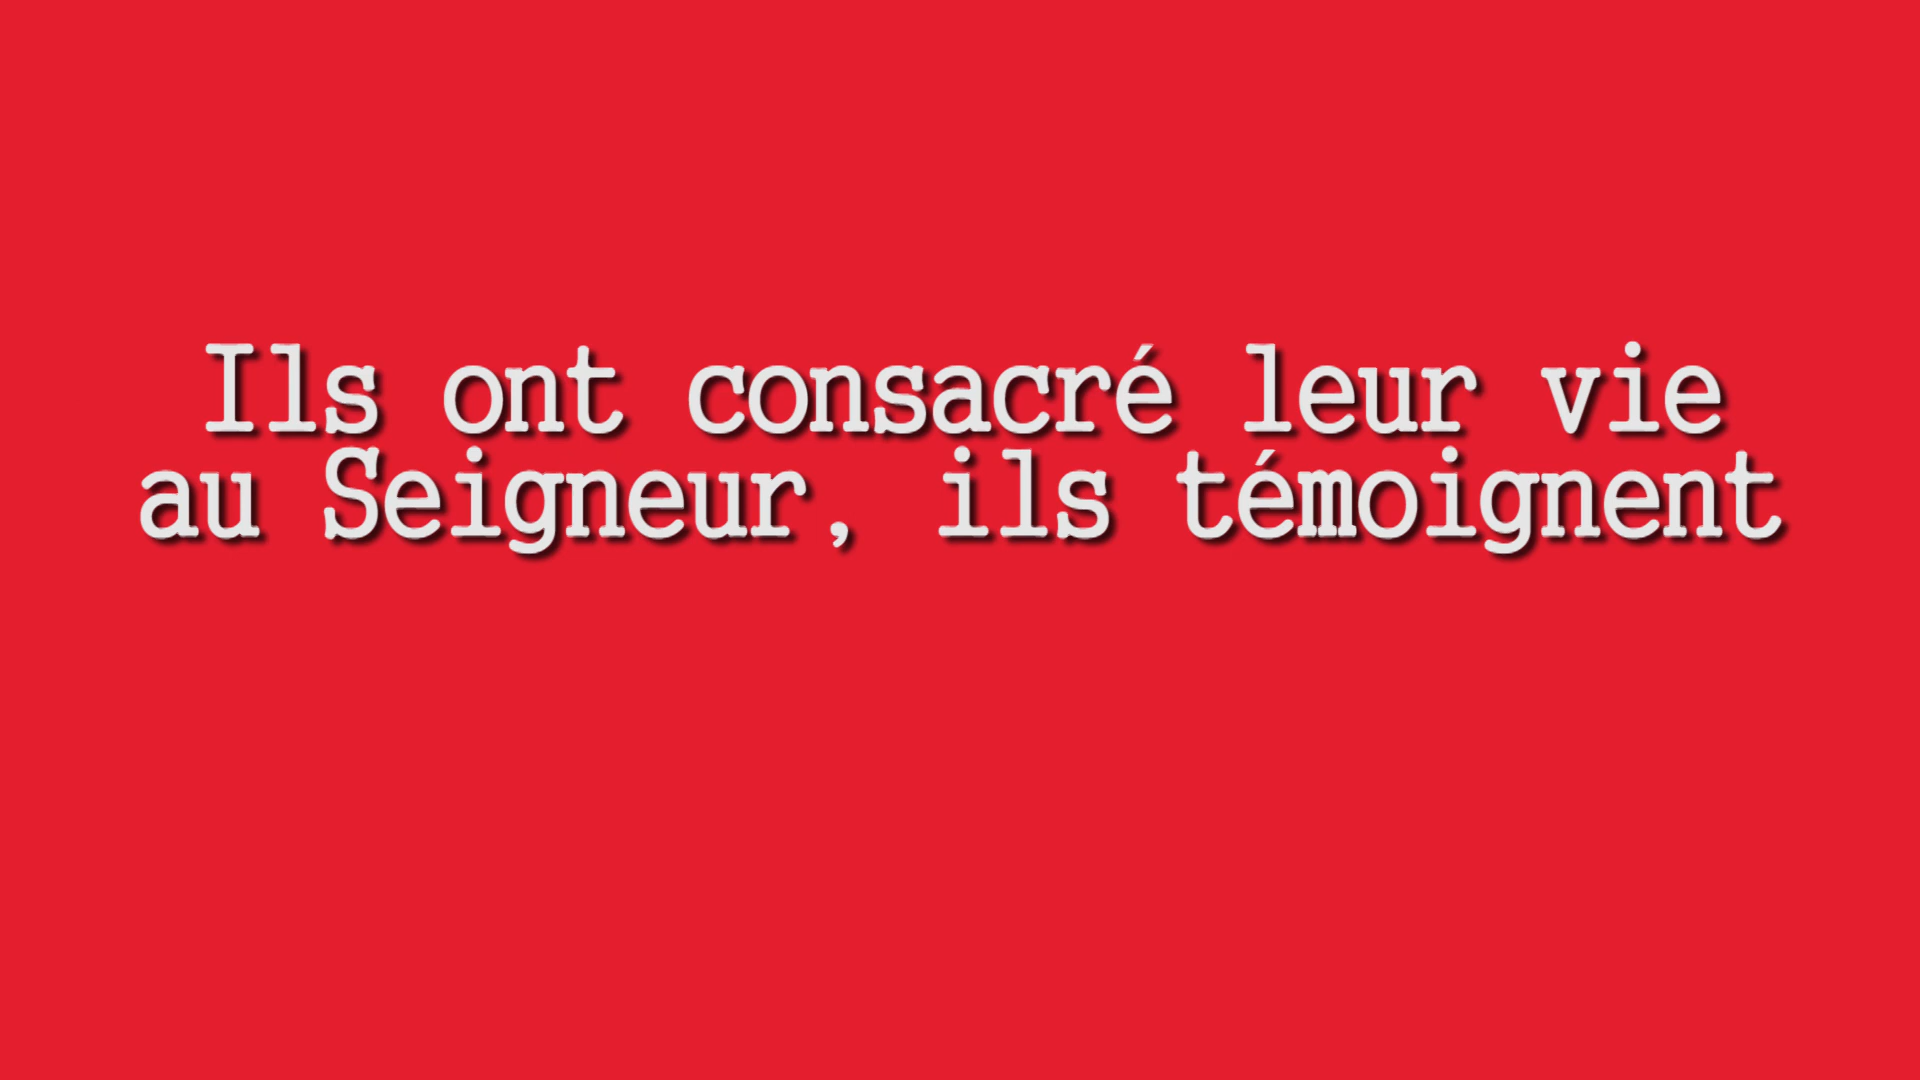 Ils ont consacré leur vie
au Seigneur, ils témoignent